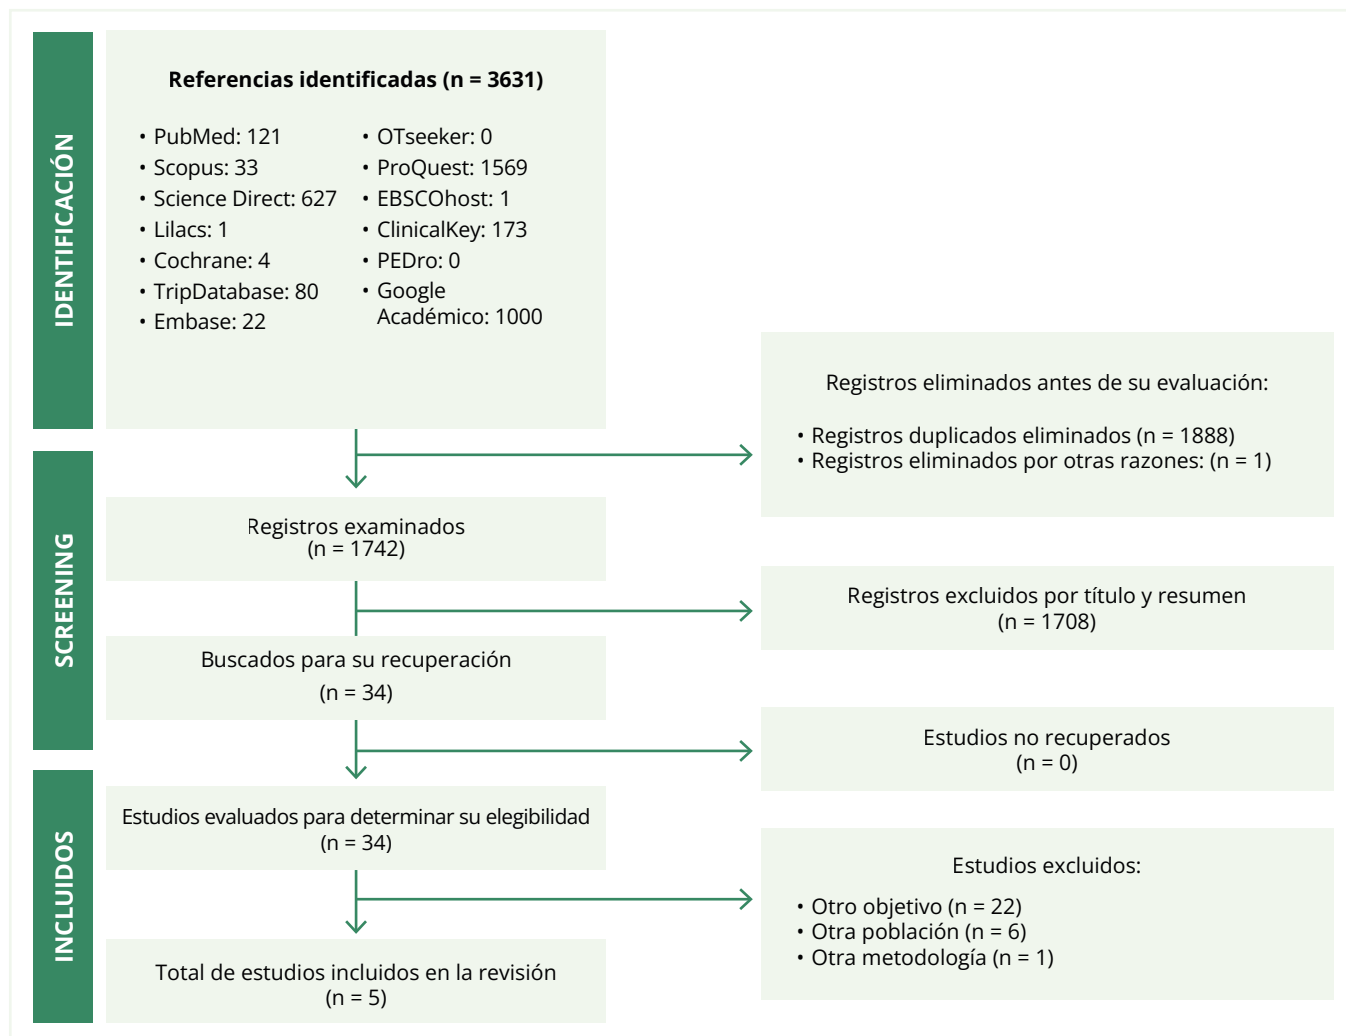 IDENTIFICACIÓN
Referencias identificadas (n = 3631)
• PubMed: 121
• Scopus: 33
• Science Direct: 627
• Lilacs: 1
• Cochrane: 4
• TripDatabase: 80
• Embase: 22
• OTseeker: 0
• ProQuest: 1569
• EBSCOhost: 1
• ClinicalKey: 173
• PEDro: 0
• Google
Académico: 1000
Registros eliminados antes de su evaluación:
• Registros duplicados eliminados (n = 1888)
• Registros eliminados por otras razones: (n = 1)
SCREENING
Registros examinados
(n = 1742)
Registros excluidos por título y resumen
(n = 1708)
Buscados para su recuperación
(n = 34)
Estudios no recuperados
(n = 0)
INCLUIDOS
Estudios evaluados para determinar su elegibilidad
(n = 34)
Estudios excluidos:
• Otro objetivo (n = 22)
• Otra población (n = 6)
• Otra metodología (n = 1)
Total de estudios incluidos en la revisión
(n = 5)